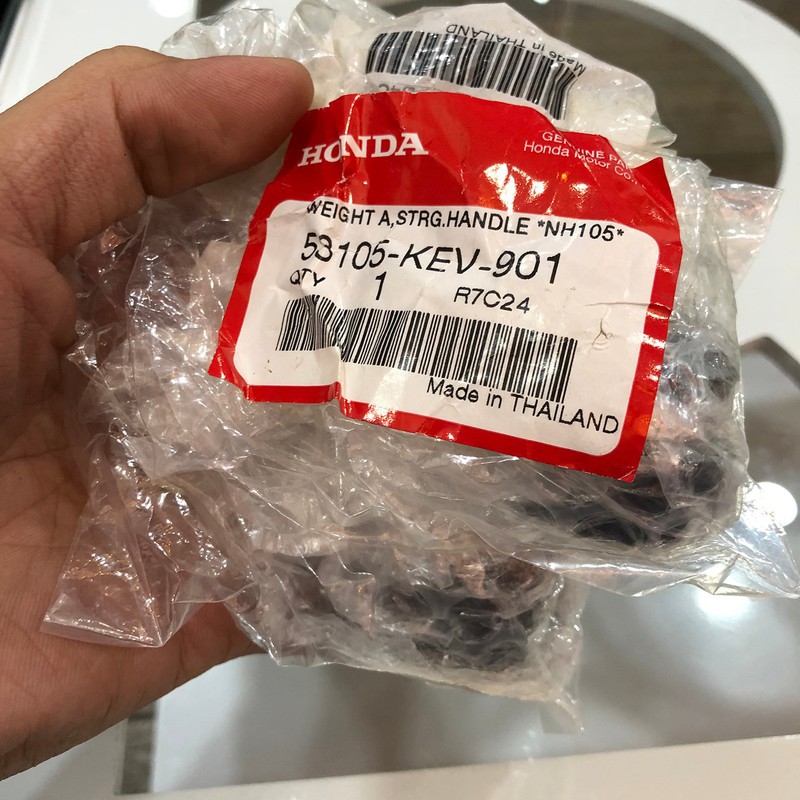 Made in THAILAND
HONDA
GENUINE
Honda Motor Co.
WEIGHT A,STRG.HANDLE *NH105*
53105-KEV-901
QTY 1 R7C24
Made in THAILAND